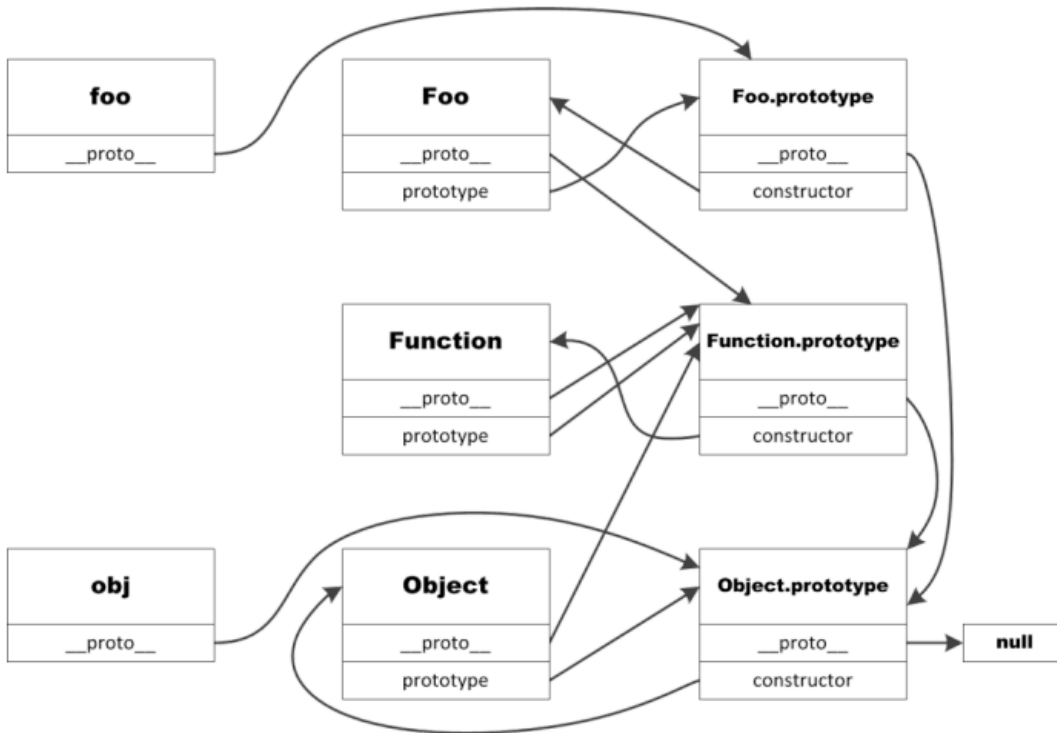 foo
__proto__
Foo
__proto__
prototype
Foo.prototype
__proto__
constructor
Function
__proto__
prototype
Function.prototype
__proto__
constructor
obj
__proto__
Object
__proto__
prototype
Object.prototype
__proto__
constructor
null